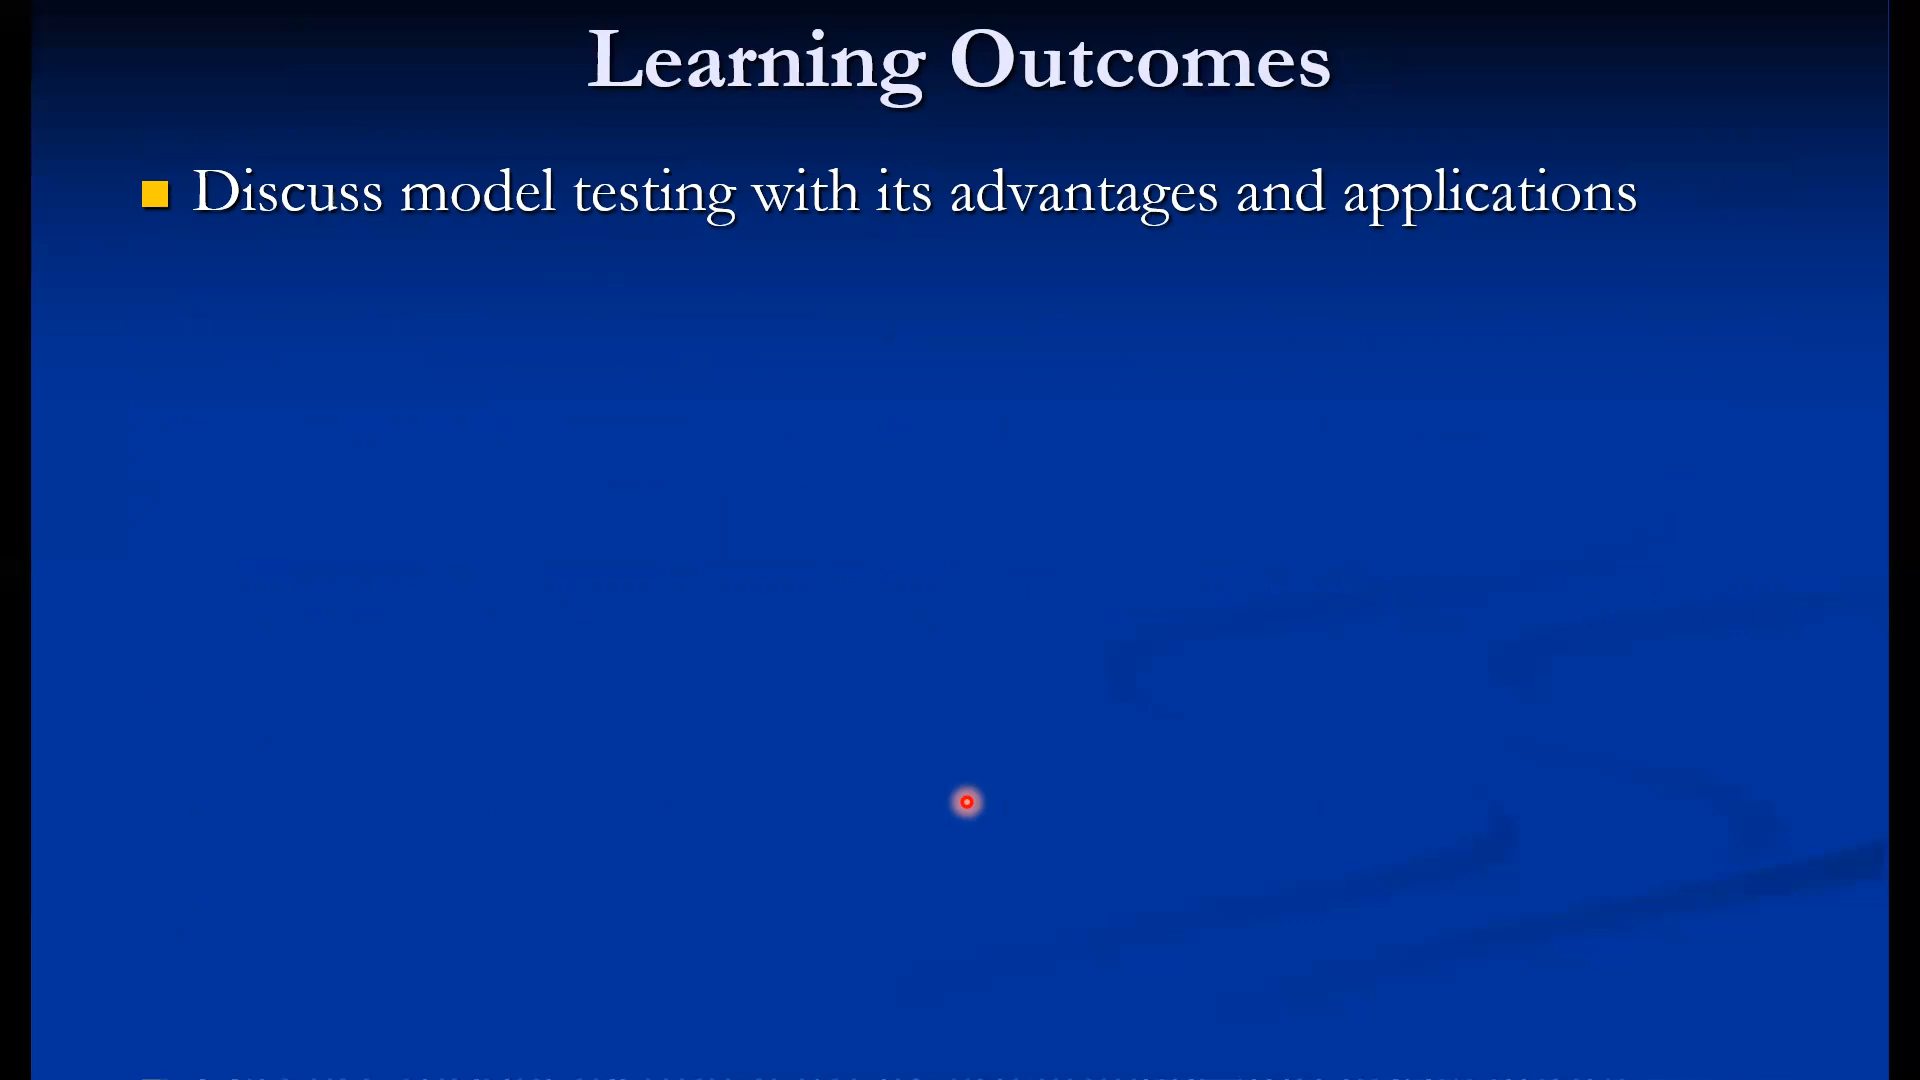 Learning Outcomes
Discuss model testing with its advantages and applications